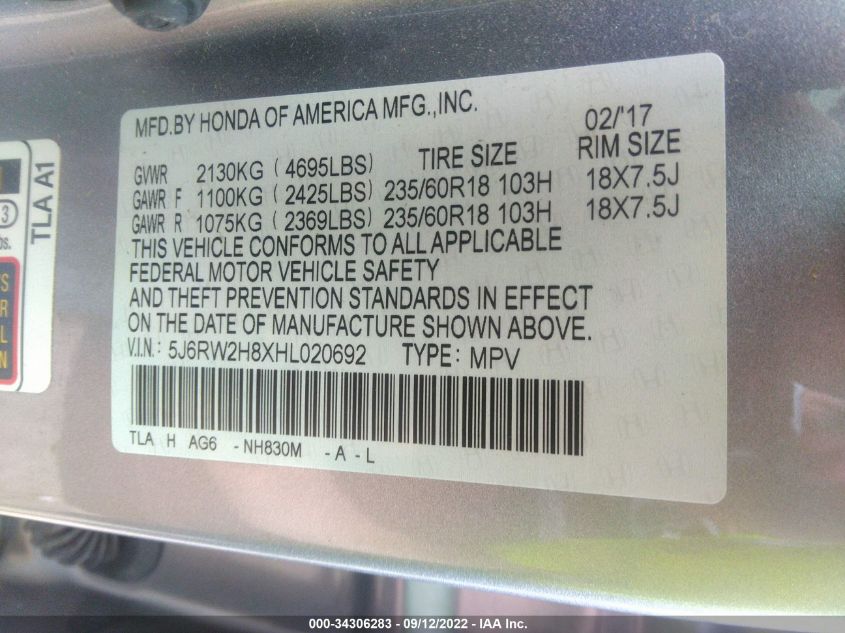 MFD.BY HONDA OF AMERICA MFG.,INC. 02/'17
GVWR 2130KG ( 4695LBS) TIRE SIZE RIM SIZE
GAWR F 1100KG ( 2425LBS) 235/60R18 103H 18X7.5J
GAWR R 1075KG ( 2369LBS) 235/60R18 103H 18X7.5J
THIS VEHICLE CONFORMS TO ALL APPLICABLE
FEDERAL MOTOR VEHICLE SAFETY
AND THEFT PREVENTION STANDARDS IN EFFECT
ON THE DATE OF MANUFACTURE SHOWN ABOVE.
V.I.N: 5J6RW2H8XHL020692 TYPE: MPV
TLA H AG6 -NH830M -A-L
TLA A1
3
000-34306283 - 09/12/2022 - IAA Inc.